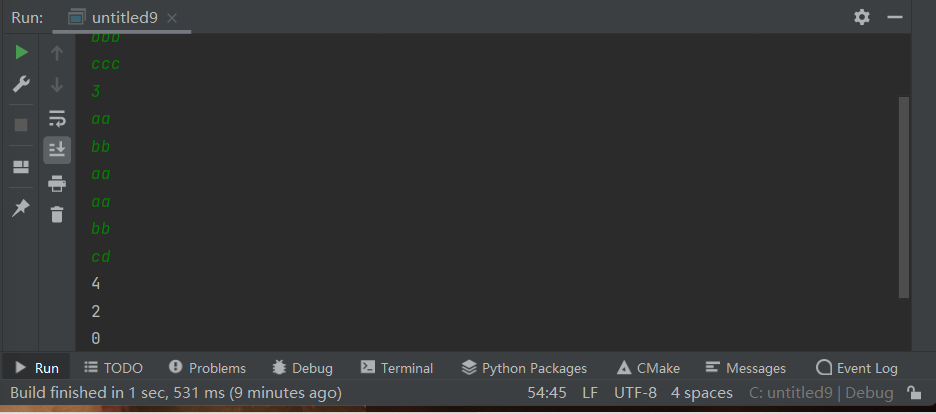 Run: untitled9
bbb
ccc
3
aa
bb
aa
aa
bb
cd
4
2
0
Run TODO Problems Debug Terminal Python Packages CMake Messages Event Log
Build finished in 1 sec, 531 ms (9 minutes ago) 54:45 LF UTF-8 4 spaces C: untitled9 | Debug